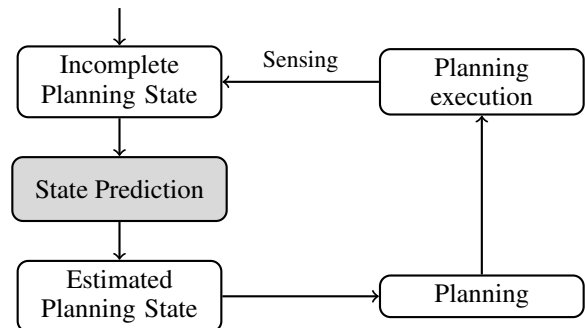 Incomplete
Planning State
Sensing
Planning
execution
State Prediction
Estimated
Planning State
Planning